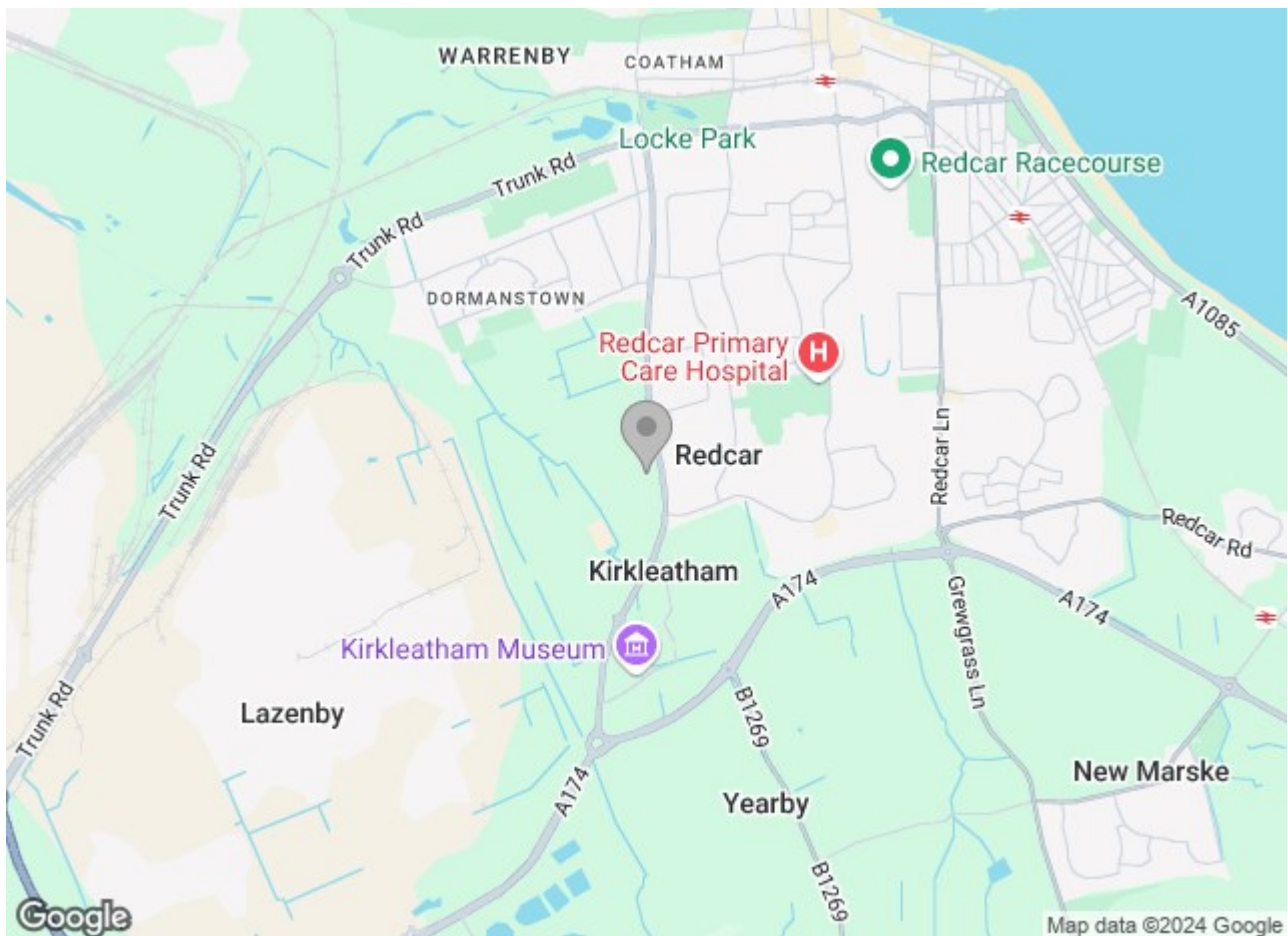 WARRENBY
COATHAM
Locke Park
Redcar Racecourse
Trunk Rd
Trunk Rd
DORMANSTOWN
A1085
Redcar Primary
Care Hospital
H
Redcar
Redcar Ln
Trunk Rd
Redcar Rd
Kirkleatham
A174
A174
Kirkleatham Museum
Grewgrass Ln
Lazenby
B1269
Trunk Rd
New Marske
A174
Yearby
B1269
Google
Map data ©2024 Google